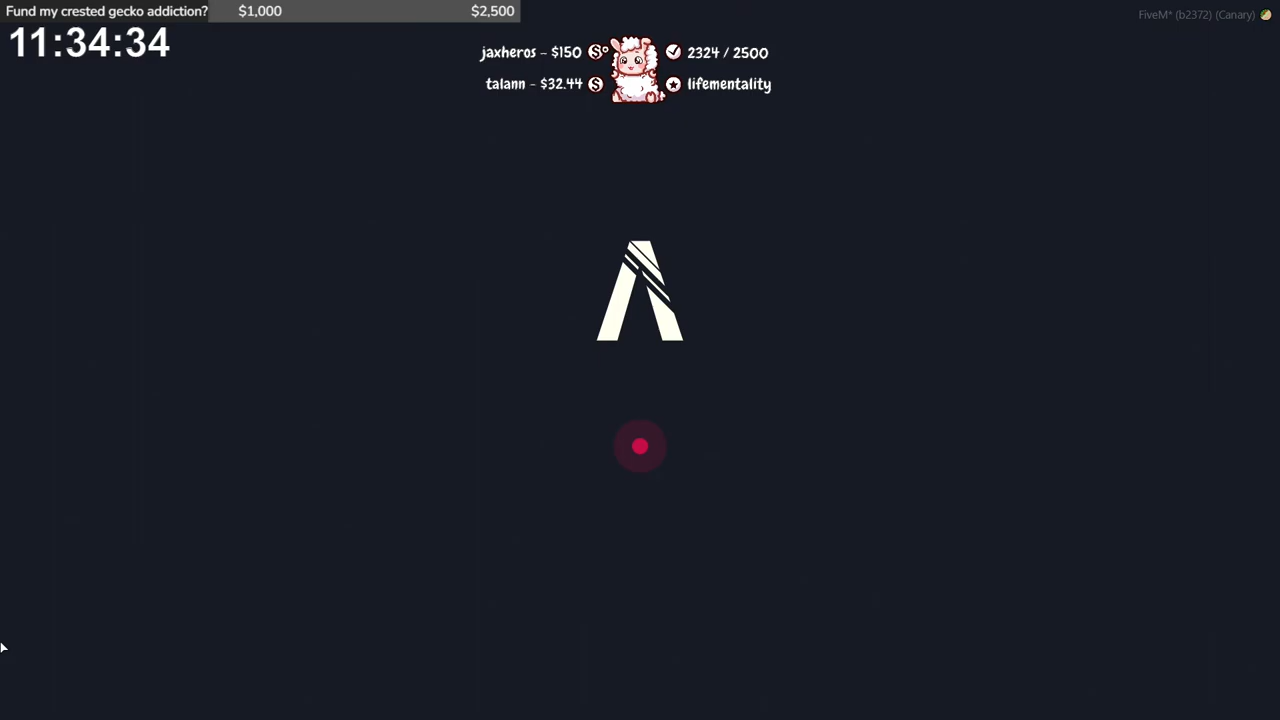 Fund my crested gecko addiction? $1,000 $2,500
FiveM* (b2372) (Canary)
11:34:34
jaxheros - $150
2324 / 2500
talann - $32.44
lifementality